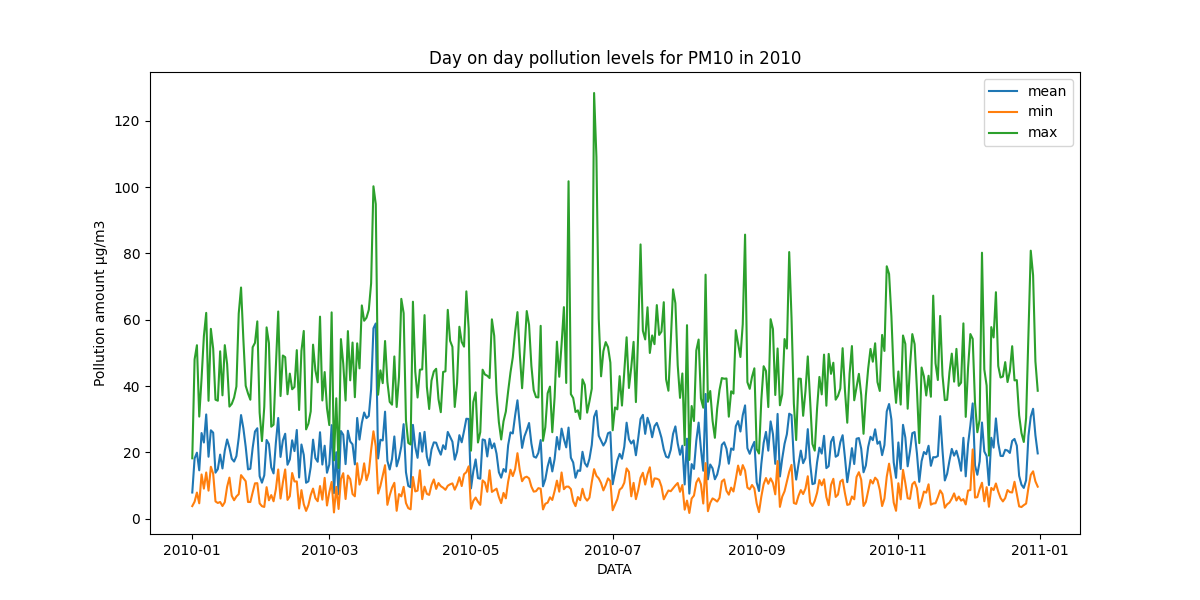 Day on day pollution levels for PM10 in 2010
mean
min
max
Pollution amount µg/m3
120
100
80
60
40
20
0
2010-01
2010-03
2010-05
2010-07
2010-09
2010-11
2011-01
DATA